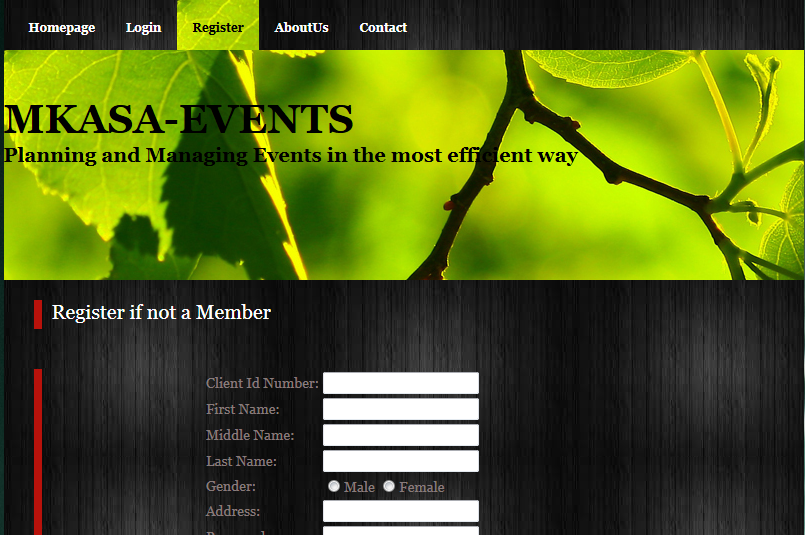 Homepage Login Register AboutUs Contact
MKASA-EVENTS
Planning and Managing Events in the most efficient way
Register if not a Member
Client Id Number:
First Name:
Middle Name:
Last Name:
Gender: Male Female
Address: